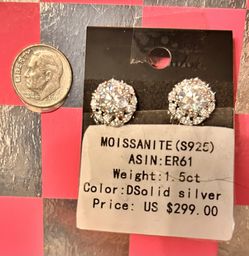 MOISSANITE(S925)
ASIN:ER61
Weight:1.5ct
Color:DSolid silver
Price: US $299.00